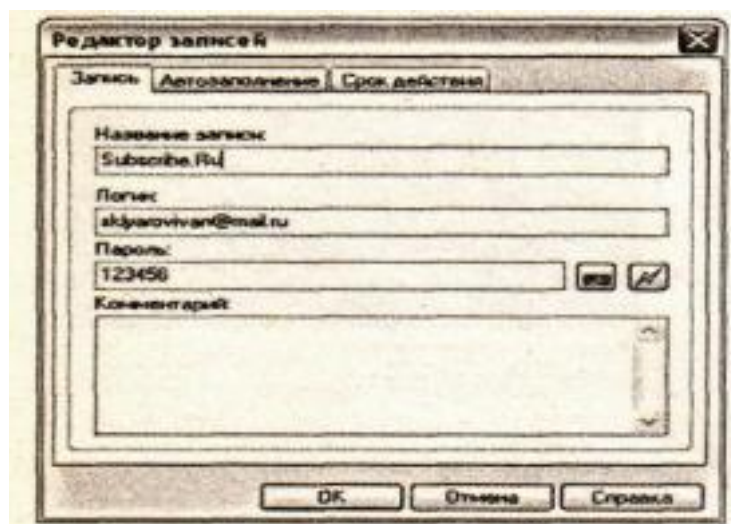 Редактор записей
Запись Автозаполнение Срок действия
Название записи:
Subscribe.Ru
Логин:
sklyarovivan@mail.ru
Пароль:
123456
Комментарий:
OK Отмена Справка